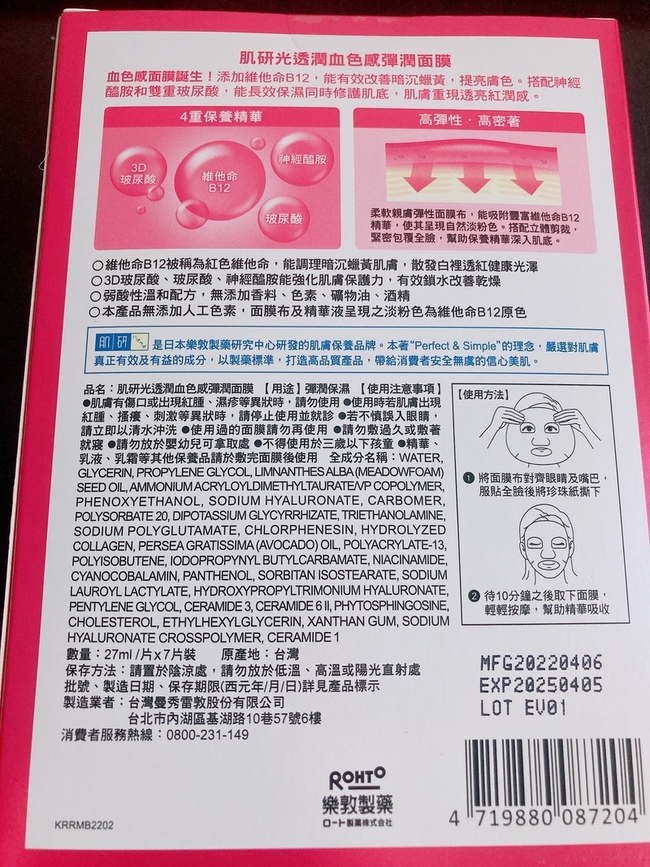 肌研光透潤血色感彈潤面膜
血色感面膜誕生！添加維他命B12，能有效改善暗沉蠟黃，提亮膚色。搭配神經
醯胺和雙重玻尿酸，能長效保濕同時修護肌底，肌膚重現透亮紅潤感。
4重保養精華
3D
玻尿酸
維他命
B12
神經醯胺
玻尿酸
高彈性．高密著
柔軟親膚彈性面膜布，能吸附豐富維他命B12
精華，使其呈現自然淡粉色。搭配立體剪裁，
緊密包覆全臉，幫助保養精華深入肌底。
○維他命B12被稱為紅色維他命，能調理暗沉蠟黃肌膚，散發白裡透紅健康光澤
○3D玻尿酸、玻尿酸、神經醯胺能強化肌膚保護力，有效鎖水改善乾燥
○弱酸性溫和配方，無添加香料、色素、礦物油、酒精
○本產品無添加人工色素，面膜布及精華液呈現之淡粉色為維他命B12原色
肌研 是日本樂敦製藥研究中心研發的肌膚保養品牌。本著"Perfect & Simple"的理念，嚴選對肌膚
真正有效及有益的成分，以製藥標準，打造高品質產品，帶給消費者安全無虞的信心美肌。
品名：肌研光透潤血色感彈潤面膜 【用途】彈潤保濕 【使用注意事項】
●肌膚有傷口或出現紅腫、濕疹等異狀時，請勿使用 ●使用時若肌膚出現
紅腫、搔癢、刺激等異狀時，請停止使用並就診 ●若不慎誤入眼睛，
請立即以清水沖洗 ●使用過的面膜請勿再使用 ●請勿敷過久或敷著
就寢 ●請勿放於嬰幼兒可拿取處 ●不得使用於三歲以下孩童 ●精華、
乳液、乳霜等其他保養品請於敷完面膜後使用 全成分名稱：WATER,
GLYCERIN, PROPYLENE GLYCOL, LIMNANTHES ALBA (MEADOWFOAM)
SEED OIL, AMMONIUM ACRYLOYLDIMETHYLTAURATE/VP COPOLYMER,
PHENOXYETHANOL, SODIUM HYALURONATE, CARBOMER,
POLYSORBATE 20, DIPOTASSIUM GLYCYRRHIZATE, TRIETHANOLAMINE,
SODIUM POLYGLUTAMATE, CHLORPHENESIN, HYDROLYZED
COLLAGEN, PERSEA GRATISSIMA (AVOCADO) OIL, POLYACRYLATE-13,
POLYISOBUTENE, IODOPROPYNYL BUTYLCARBAMATE, NIACINAMIDE,
CYANOCOBALAMIN, PANTHENOL, SORBITAN ISOSTEARATE, SODIUM
LAUROYL LACTYLATE, HYDROXYPROPYLTRIMONIUM HYALURONATE,
PENTYLENE GLYCOL, CERAMIDE 3, CERAMIDE 6 II, PHYTOSPHINGOSINE,
CHOLESTEROL, ETHYLHEXYLGLYCERIN, XANTHAN GUM, SODIUM
HYALURONATE CROSSPOLYMER, CERAMIDE 1
數量：27ml /片x7片裝 原產地：台灣
保存方法：請置於陰涼處，請勿放於低溫、高溫或陽光直射處
批號、製造日期、保存期限(西元年/月/日)詳見產品標示
製造業者：台灣曼秀雷敦股份有限公司
台北市內湖區基湖路10巷57號6樓
消費者服務熱線：0800-231-149
【使用方法】
❶ 將面膜布對齊眼睛及嘴巴，
服貼全臉後將珍珠紙撕下
❷ 待10分鐘之後取下面膜，
輕輕按摩，幫助精華吸收
MFG20220406
EXP20250405
LOT EV01
ROHTO
樂敦製藥
ロート製薬株式会社
4 719880 087204
KRRMB2202